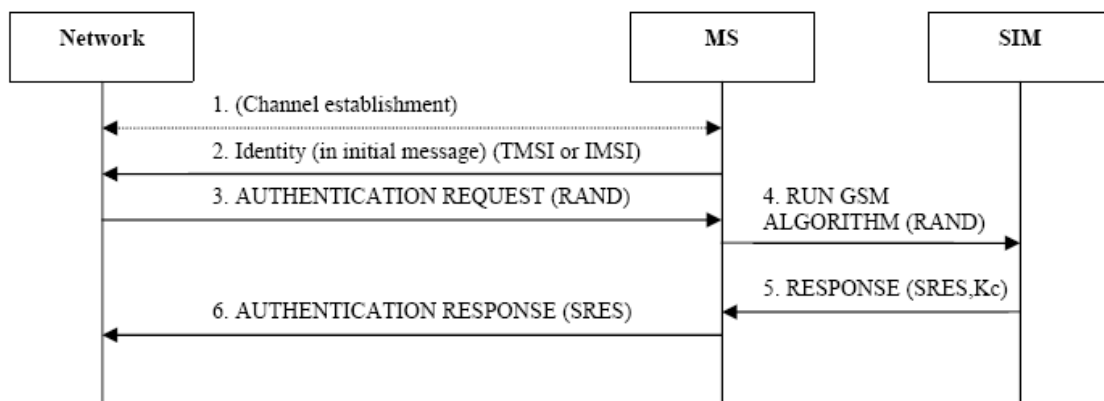 Network
MS
SIM
1. (Channel establishment)
2. Identity (in initial message) (TMSI or IMSI)
3. AUTHENTICATION REQUEST (RAND)
4. RUN GSM
ALGORITHM (RAND)
5. RESPONSE (SRES,Kc)
6. AUTHENTICATION RESPONSE (SRES)